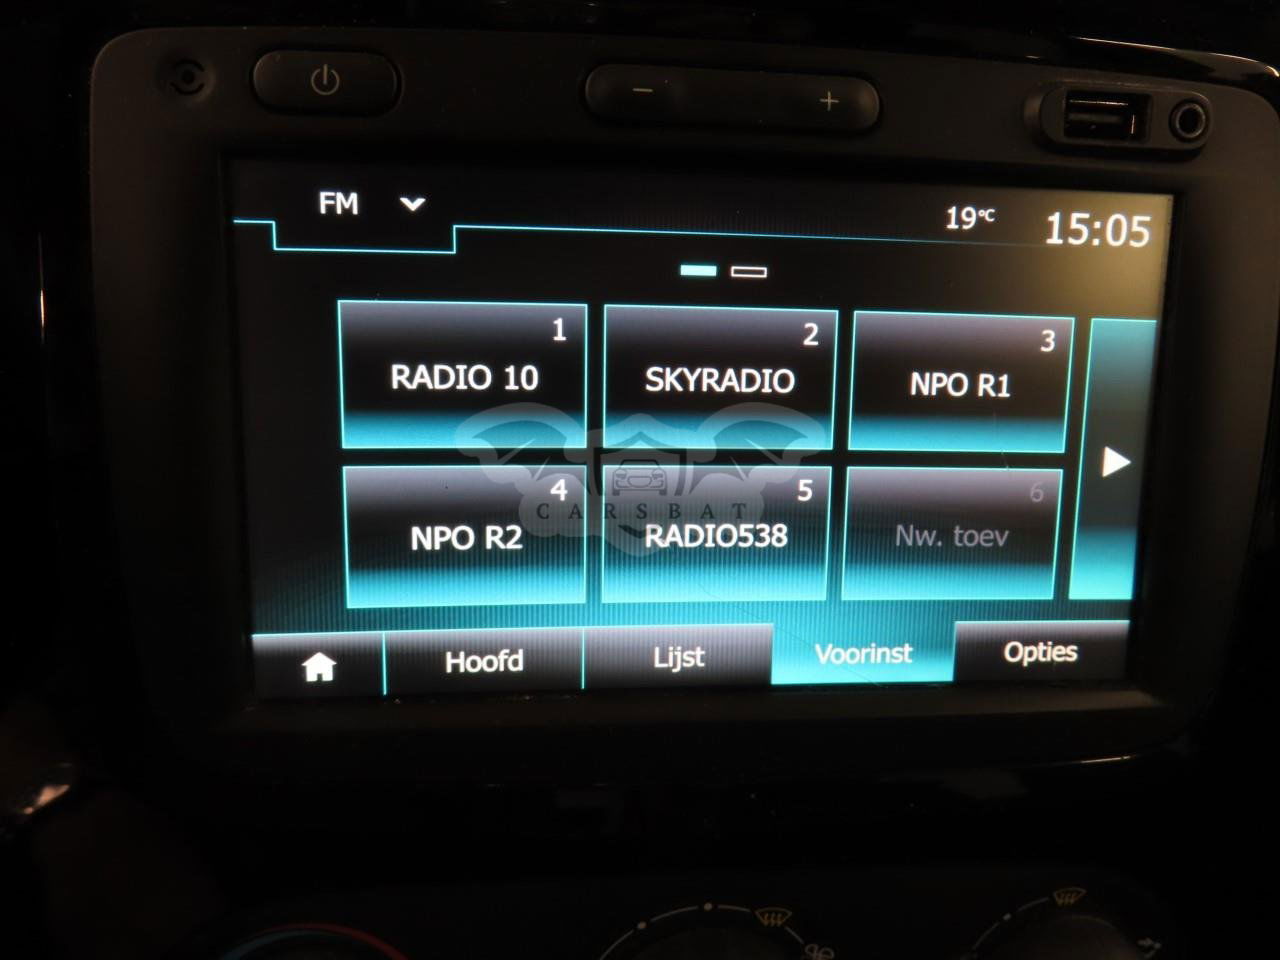 FM
19°C 15:05
1
RADIO 10
2
SKYRADIO
3
NPO R1
4
NPO R2
5
RADIO538
6
Nw. toev
CARSBAT
Hoofd
Lijst
Voorinst
Opties